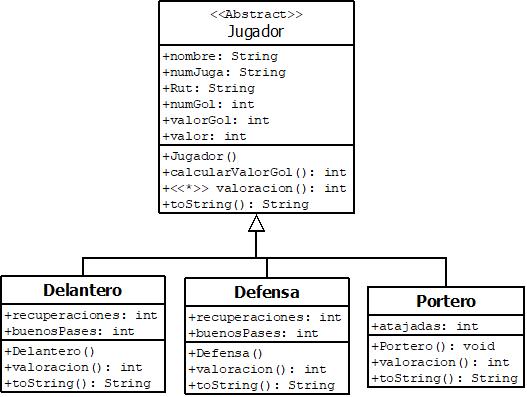 <<Abstract>>
Jugador
+nombre: String
+numJuga: String
+Rut: String
+numGol: int
+valorGol: int
+valor: int
+Jugador()
+calcularValorGol(): int
+<<*>> valoracion(): int
+toString(): String
Delantero
+recuperaciones: int
+buenosPases: int
+Delantero()
+valoracion(): int
+toString(): String
Defensa
+recuperaciones: int
+buenosPases: int
+Defensa()
+valoracion(): int
+toString(): String
Portero
+atajadas: int
+Portero(): void
+valoracion(): int
+toString(): String